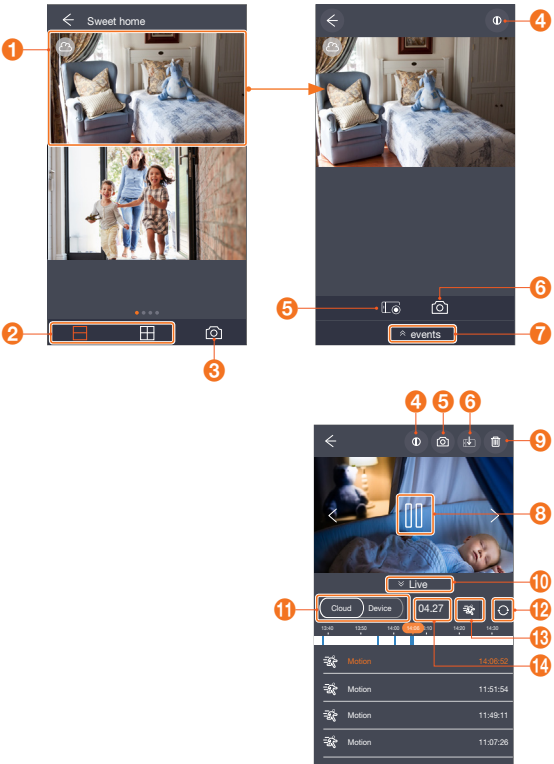 Sweet home
1
4
2
3
5
6
events
7
4 5 6
9
8
Live
10
11
Cloud Device 04.27
12
13:40 13:50 14:00 14:06 10 14:20 14:30
13
14
Motion 14:06:52
Motion 11:51:54
Motion 11:49:11
Motion 11:07:26